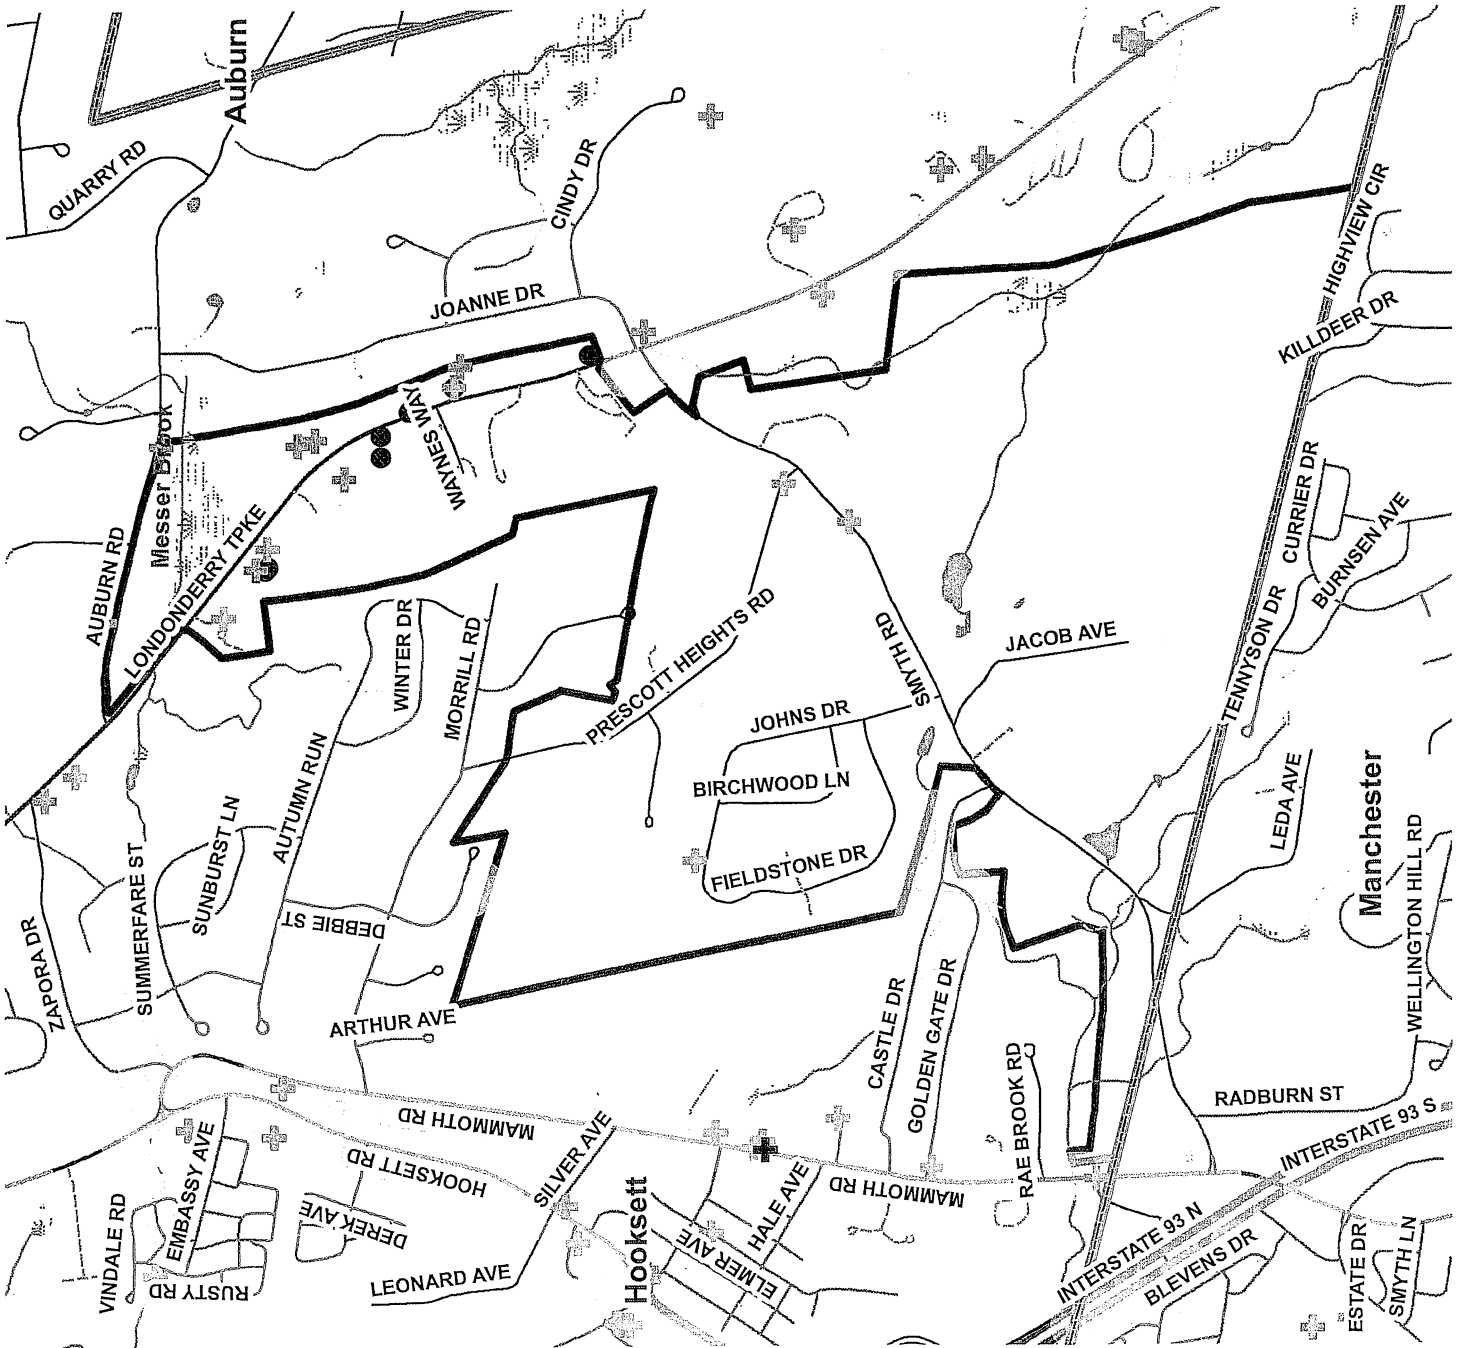 Auburn
QUARRY RD
CINDY DR
HIGHVIEW CIR
JOANNE DR
KILLDEER DR
WAYNES WAY
Messer Brook
CURRIER DR
BURNSEN AVE
LONDONDERRY TPKE
AUBURN RD
WINTER DR
MORRILL RD
PRESCOTT HEIGHTS RD
SMYTH RD
JACOB AVE
TENNYSON DR
JOHNS DR
BIRCHWOOD LN
FIELDSTONE DR
AUTUMN RUN
SUNBURST LN
SUMMERFARE ST
DEBBIE ST
LEDA AVE
Manchester
WELLINGTON HILL RD
ZAPORA DR
ARTHUR AVE
CASTLE DR
GOLDEN GATE DR
RAE BROOK RD
RADBURN ST
MAMMOTH RD
SILVER AVE
HOOKSETT RD
EMBASSY AVE
DEREK AVE
VINDALE RD
RUSTY RD
LEONARD AVE
Hooksett
ELMER AVE
HALE AVE
MAMMOTH RD
MAMMOTH RD
INTERSTATE 93 N
INTERSTATE 93 S
BLEVENS DR
ESTATE DR
SMYTH LN